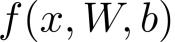 f(x, W, b)